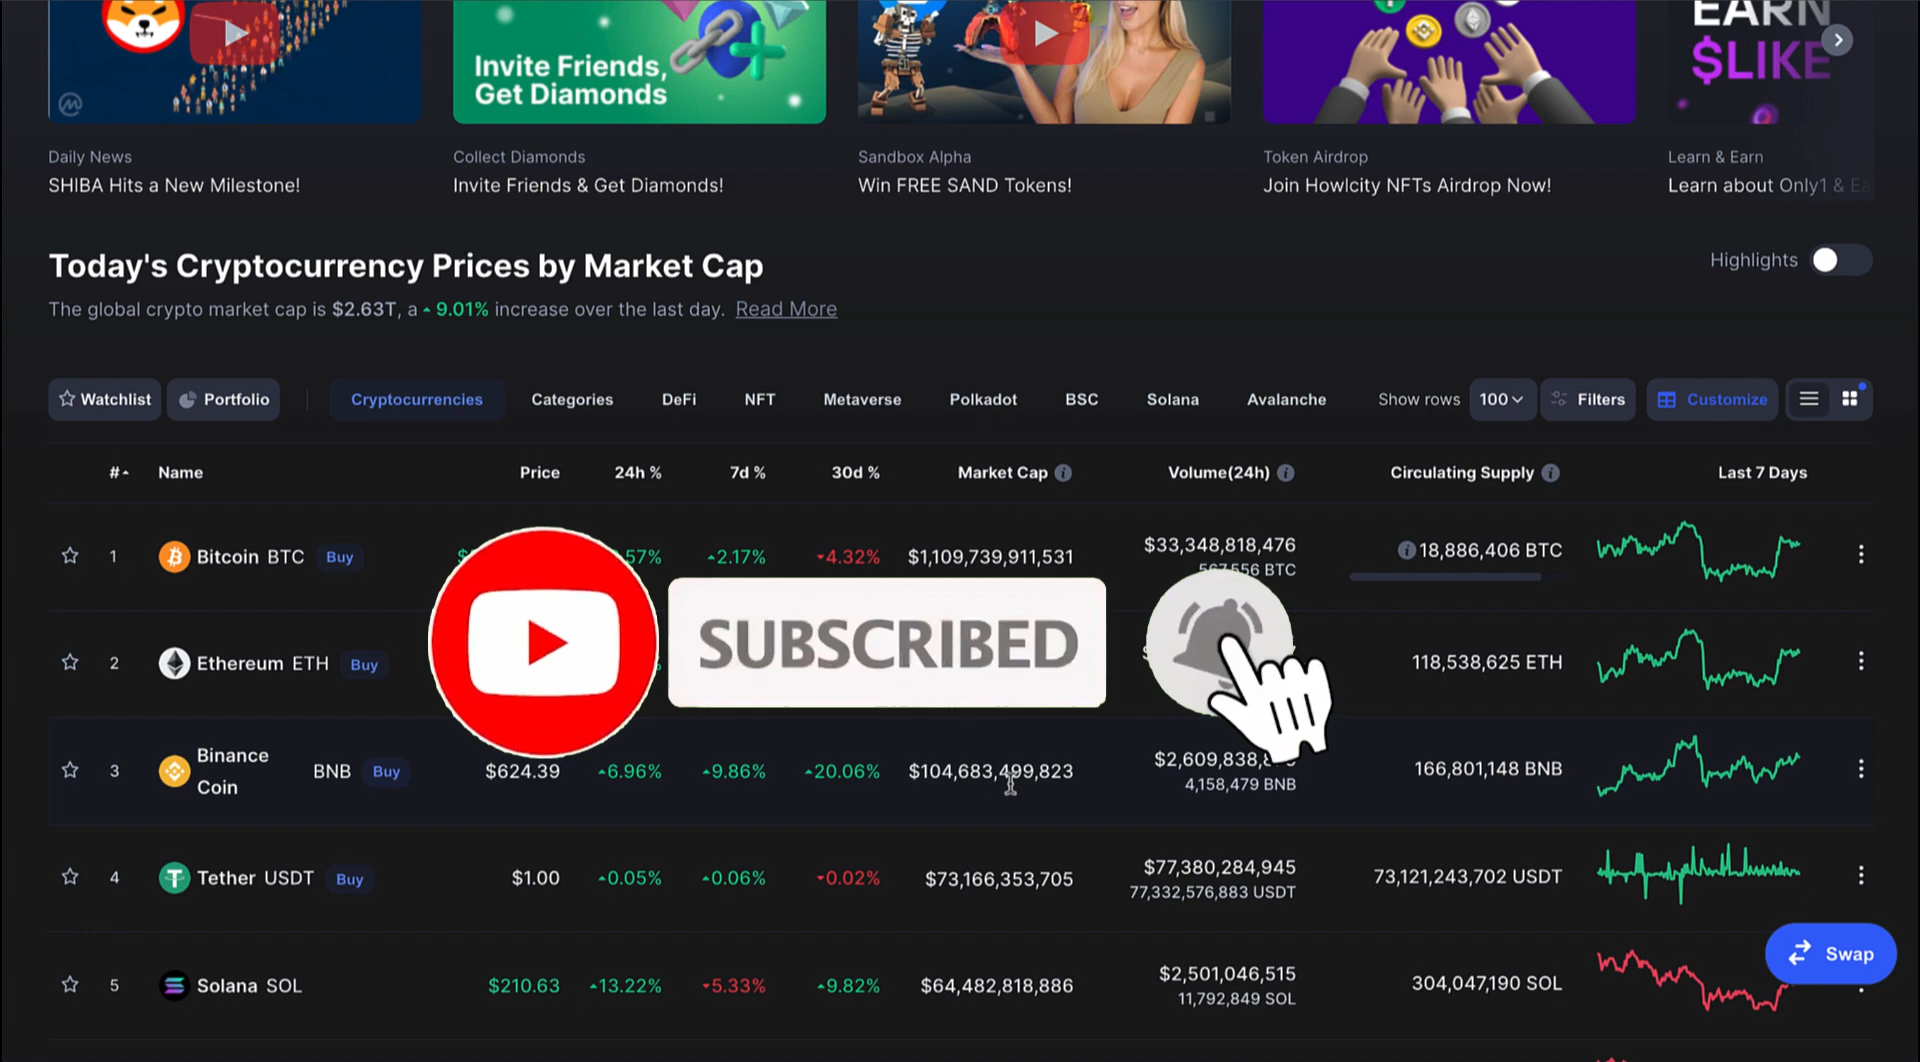 EARN
$LIKE
Invite Friends,
Get Diamonds
Daily News
SHIBA Hits a New Milestone!
Collect Diamonds
Invite Friends & Get Diamonds!
Sandbox Alpha
Win FREE SAND Tokens!
Token Airdrop
Join Howlcity NFTs Airdrop Now!
Learn & Earn
Learn about Only1 &
Today's Cryptocurrency Prices by Market Cap
Highlights
The global crypto market cap is $2.63T, a 9.01% increase over the last day. Read More
Watchlist Portfolio Cryptocurrencies Categories DeFi NFT Metaverse Polkadot BSC Solana Avalanche Show rows 100 Filters Customize
# Name Price 24h % 7d % 30d % Market Cap Volume(24h) Circulating Supply Last 7 Days
1 Bitcoin BTC Buy 2.17% 4.32% $1,109,739,911,531 $33,348,818,476 18,886,406 BTC
BTC
SUBSCRIBED
2 Ethereum ETH Buy 118,538,625 ETH
3 Binance Coin BNB Buy $624.39 6.96% 9.86% 20.06% $104,683,499,823 166,801,148 BNB
4,158,479 BNB
4 Tether USDT Buy $1.00 0.05% 0.06% 0.02% $73,166,353,705 $77,380,284,945 73,121,243,702 USDT
77,332,576,883 USDT
5 Solana SOL $210.63 13.22% 5.33% 9.82% $64,482,818,886 $2,501,046,515 304,047,190 SOL
11,792,849 SOL
Swap